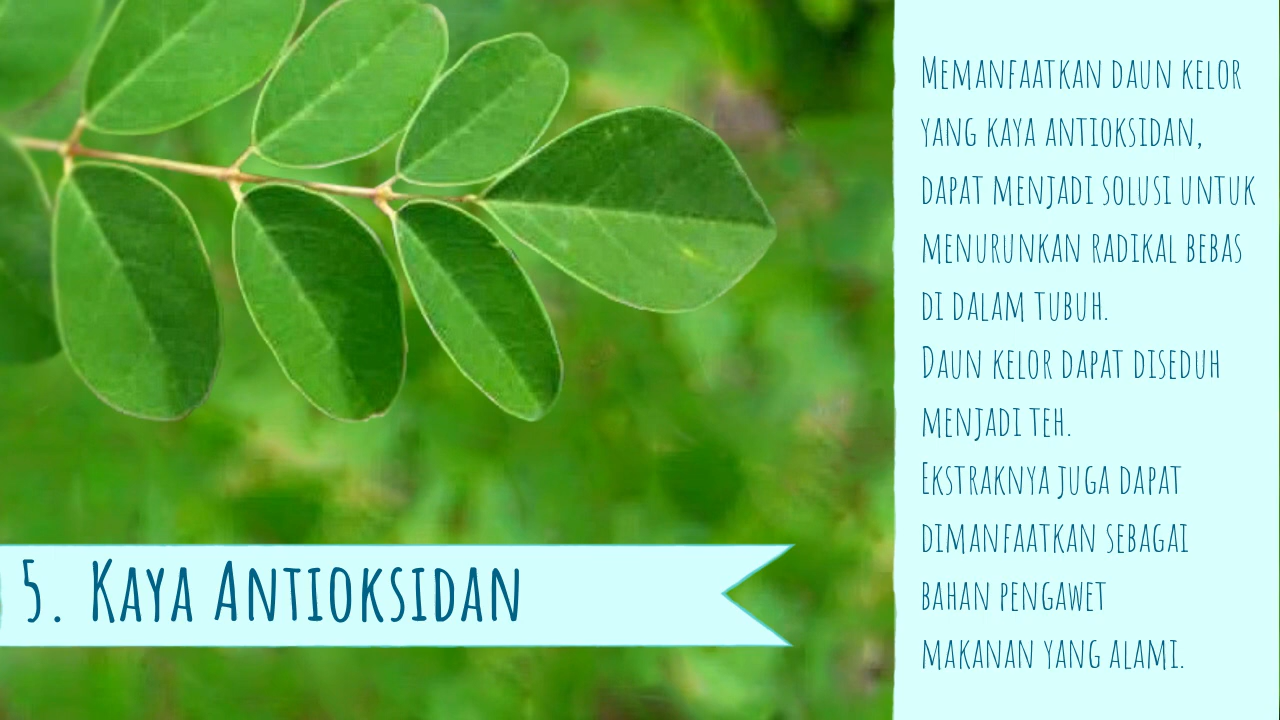 Memanfaatkan daun kelor
yang kaya antioksidan,
dapat menjadi solusi untuk
menurunkan radikal bebas
di dalam tubuh.
Daun kelor dapat diseduh
menjadi teh.
Ekstraknya juga dapat
dimanfaatkan sebagai
bahan pengawet
makanan yang alami.
5. Kaya Antioksidan